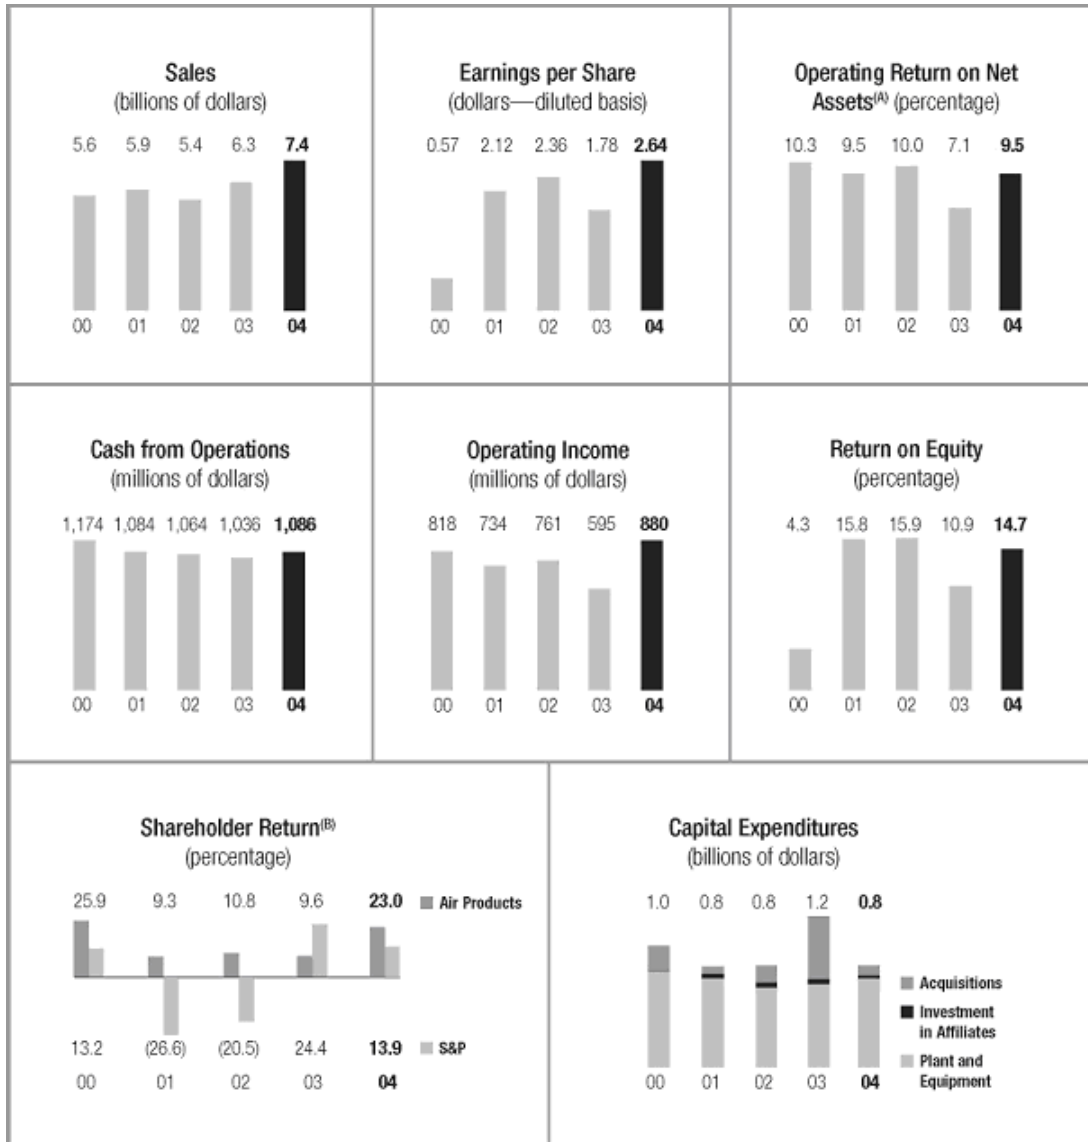 Sales
(billions of dollars)
5.6 5.9 5.4 6.3 7.4
00 01 02 03 04
Earnings per Share
(dollars—diluted basis)
0.57 2.12 2.36 1.78 2.64
00 01 02 03 04
Operating Return on Net
Assets(A) (percentage)
10.3 9.5 10.0 7.1 9.5
00 01 02 03 04
Cash from Operations
(millions of dollars)
1,174 1,084 1,064 1,036 1,086
00 01 02 03 04
Operating Income
(millions of dollars)
818 734 761 595 880
00 01 02 03 04
Return on Equity
(percentage)
4.3 15.8 15.9 10.9 14.7
00 01 02 03 04
Shareholder Return(B)
(percentage)
25.9 9.3 10.8 9.6 23.0 Air Products
13.2 (26.6) (20.5) 24.4 13.9 S&P
00 01 02 03 04
Capital Expenditures
(billions of dollars)
1.0 0.8 0.8 1.2 0.8
Acquisitions
Investment
in Affiliates
Plant and
Equipment
00 01 02 03 04